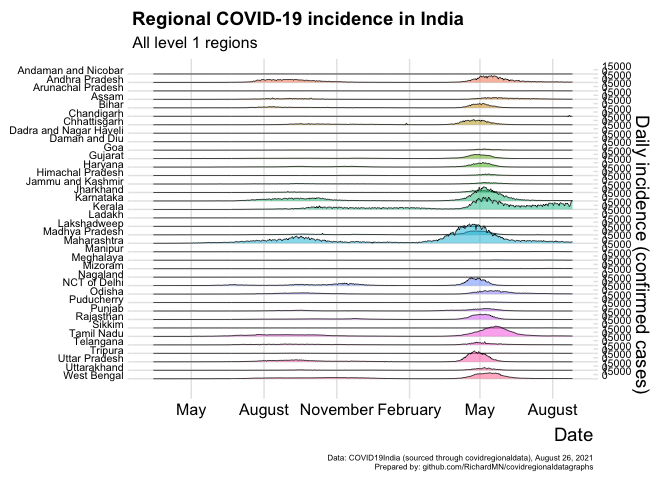 Regional COVID-19 incidence in India
All level 1 regions
Andaman and Nicobar
Andhra Pradesh
Arunachal Pradesh
Assam
Bihar
Chandigarh
Chhattisgarh
Dadra and Nagar Haveli
Daman and Diu
Goa
Gujarat
Haryana
Himachal Pradesh
Jammu and Kashmir
Jharkhand
Karnataka
Kerala
Ladakh
Lakshadweep
Madhya Pradesh
Maharashtra
Manipur
Meghalaya
Mizoram
Nagaland
NCT of Delhi
Odisha
Puducherry
Punjab
Rajasthan
Sikkim
Tamil Nadu
Telangana
Tripura
Uttar Pradesh
Uttarakhand
West Bengal
15000
Daily incidence (confirmed cases)
May August November February May August
Date
Data: COVID19India (sourced through covidregionaldata), August 26, 2021
Prepared by: github.com/RichardMN/covidregionaldatagraphs